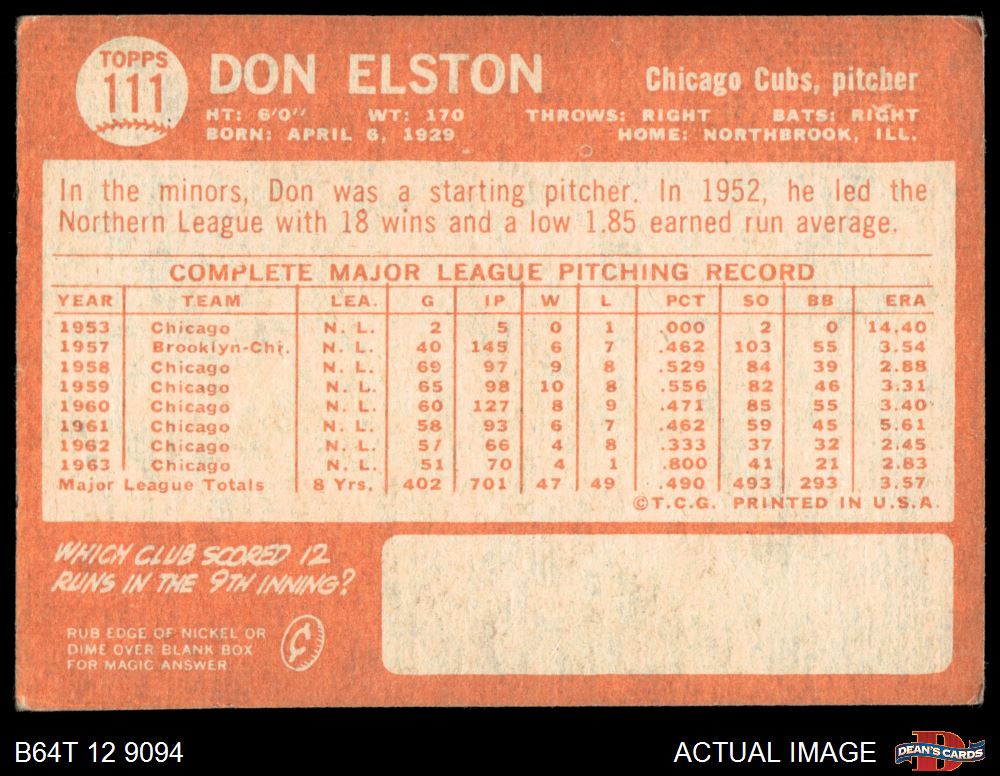 TOPPS
111
DON ELSTON
Chicago Cubs, pitcher
HT: 6'0" WT: 170 THROWS: RIGHT BATS: RIGHT
BORN: APRIL 6, 1929 HOME: NORTHBROOK, ILL.
In the minors, Don was a starting pitcher. In 1952, he led the
Northern League with 18 wins and a low 1.85 earned run average.
COMPLETE MAJOR LEAGUE PITCHING RECORD
YEAR TEAM LEA. G IP W L PCT SO BB ERA
1953 Chicago N. L. 2 5 0 1 .000 2 0 14.40
1957 Brooklyn-Chi. N. L. 40 145 6 7 .462 103 55 3.54
1958 Chicago N. L. 69 97 9 8 .529 84 39 2.88
1959 Chicago N. L. 65 98 10 8 .556 82 46 3.31
1960 Chicago N. L. 60 127 8 9 .471 85 55 3.40
1961 Chicago N. L. 58 93 6 7 .462 59 45 5.61
1962 Chicago N. L. 57 66 4 8 .333 37 32 2.45
1963 Chicago N. L. 51 70 4 1 .800 41 21 2.83
Major League Totals 8 Yrs. 402 701 47 49 .490 493 293 3.57
©T.C.G. PRINTED IN U.S.A.
WHICH CLUB SCORED 12
RUNS IN THE 9TH INNING?
RUB EDGE OF NICKEL OR
DIME OVER BLANK BOX
FOR MAGIC ANSWER
¢
B64T 12 9094
ACTUAL IMAGE
D
DEAN'S CARDS